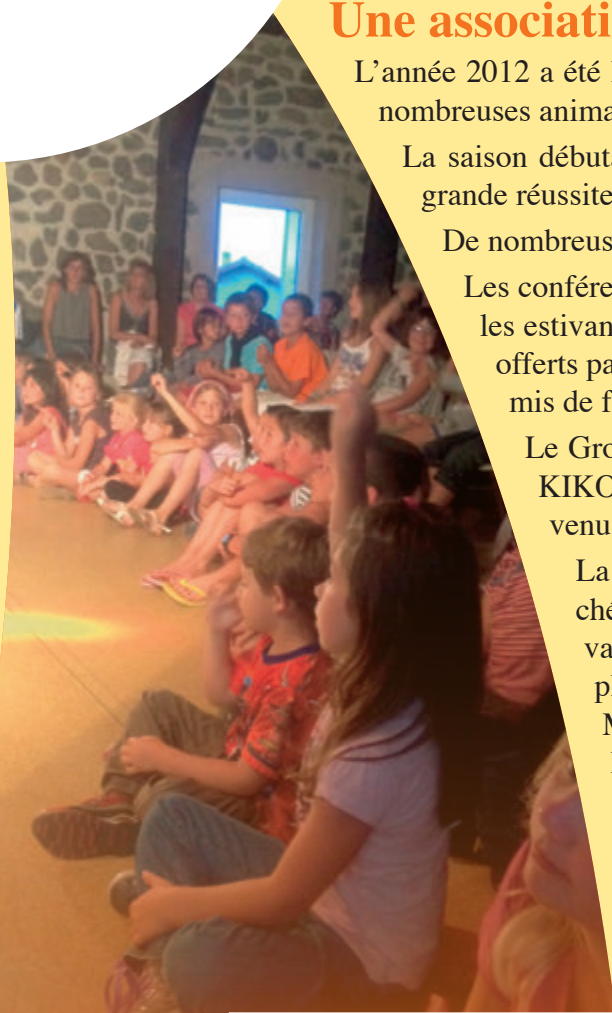 Une associati
L'année 2012 a été
nombreuses anima
La saison débuta
grande réussite
De nombreus
Les confére
les estivan
offerts pa
mis de f
Le Gro
KIKO
venu
La
ché
va
pl
M